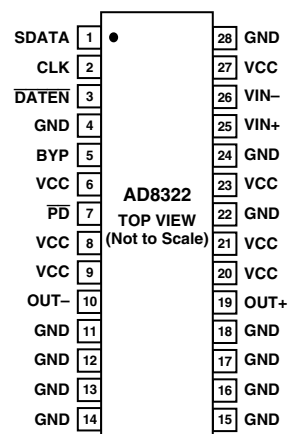 SDATA 1 28 GND
CLK 2 27 VCC
DATEN 3 26 VIN–
GND 4 25 VIN+
BYP 5 24 GND
VCC 6 23 VCC
AD8322
PD 7 22 GND
TOP VIEW
VCC 8 (Not to Scale) 21 VCC
VCC 9 20 VCC
OUT– 10 19 OUT+
GND 11 18 GND
GND 12 17 GND
GND 13 16 GND
GND 14 15 GND